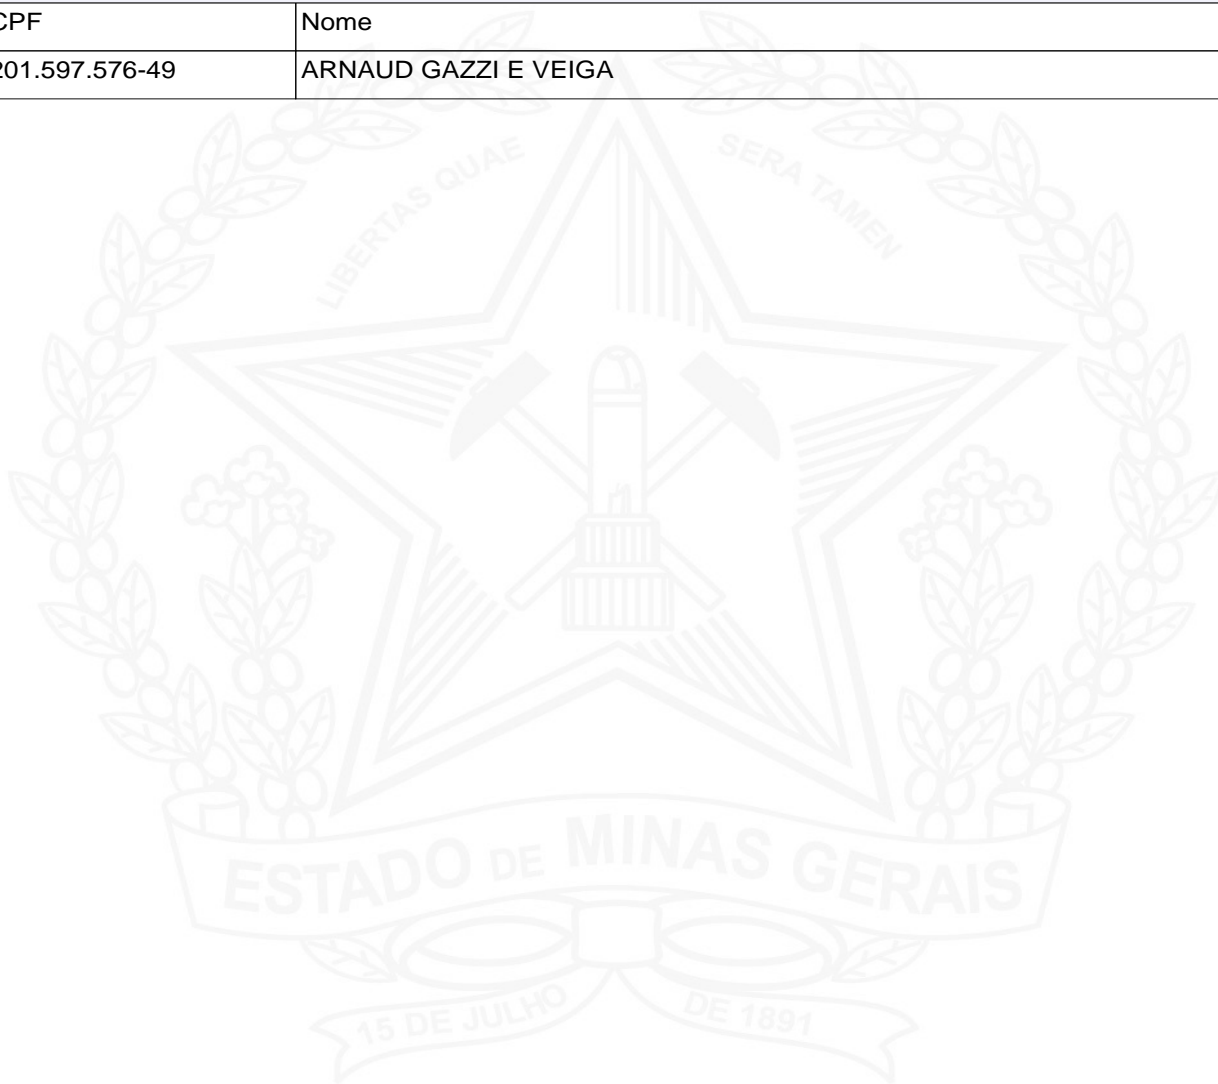 CPF Nome
201.597.576-49 ARNAUD GAZZI E VEIGA
LIBERTAS QUAE SERA TAMEN
ESTADO DE MINAS GERAIS
15 DE JULHO DE 1891